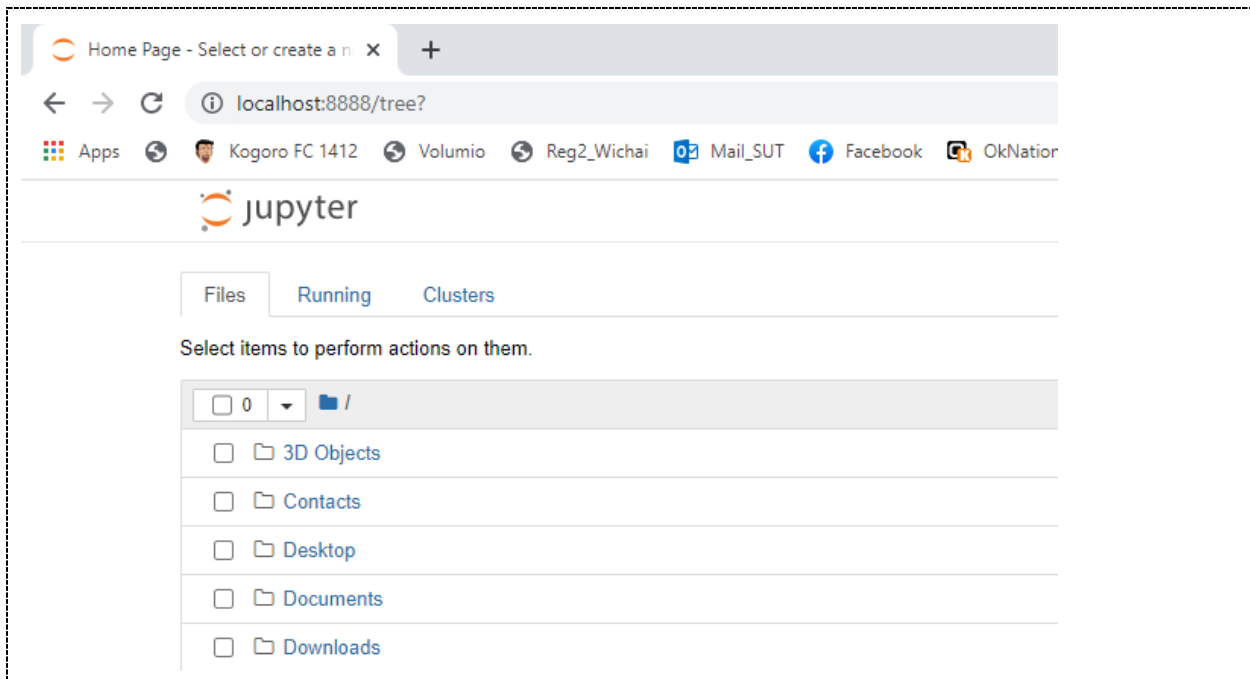 Home Page - Select or create a n
localhost:8888/tree?
Apps Kogoro FC 1412 Volumio Reg2_Wichai Mail_SUT Facebook OkNation
jupyter
Files Running Clusters
Select items to perform actions on them.
0 /
3D Objects
Contacts
Desktop
Documents
Downloads